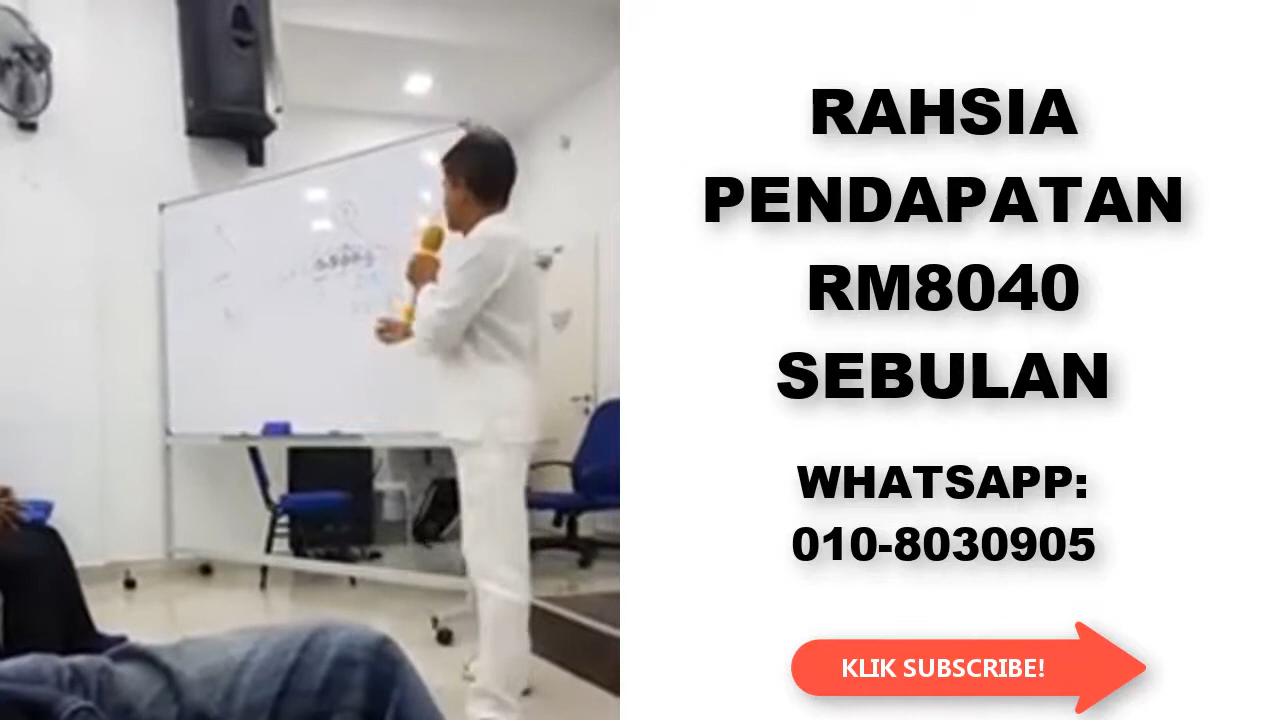 RAHSIA
PENDAPATAN
RM8040
SEBULAN
WHATSAPP:
010-8030905
KLIK SUBSCRIBE!